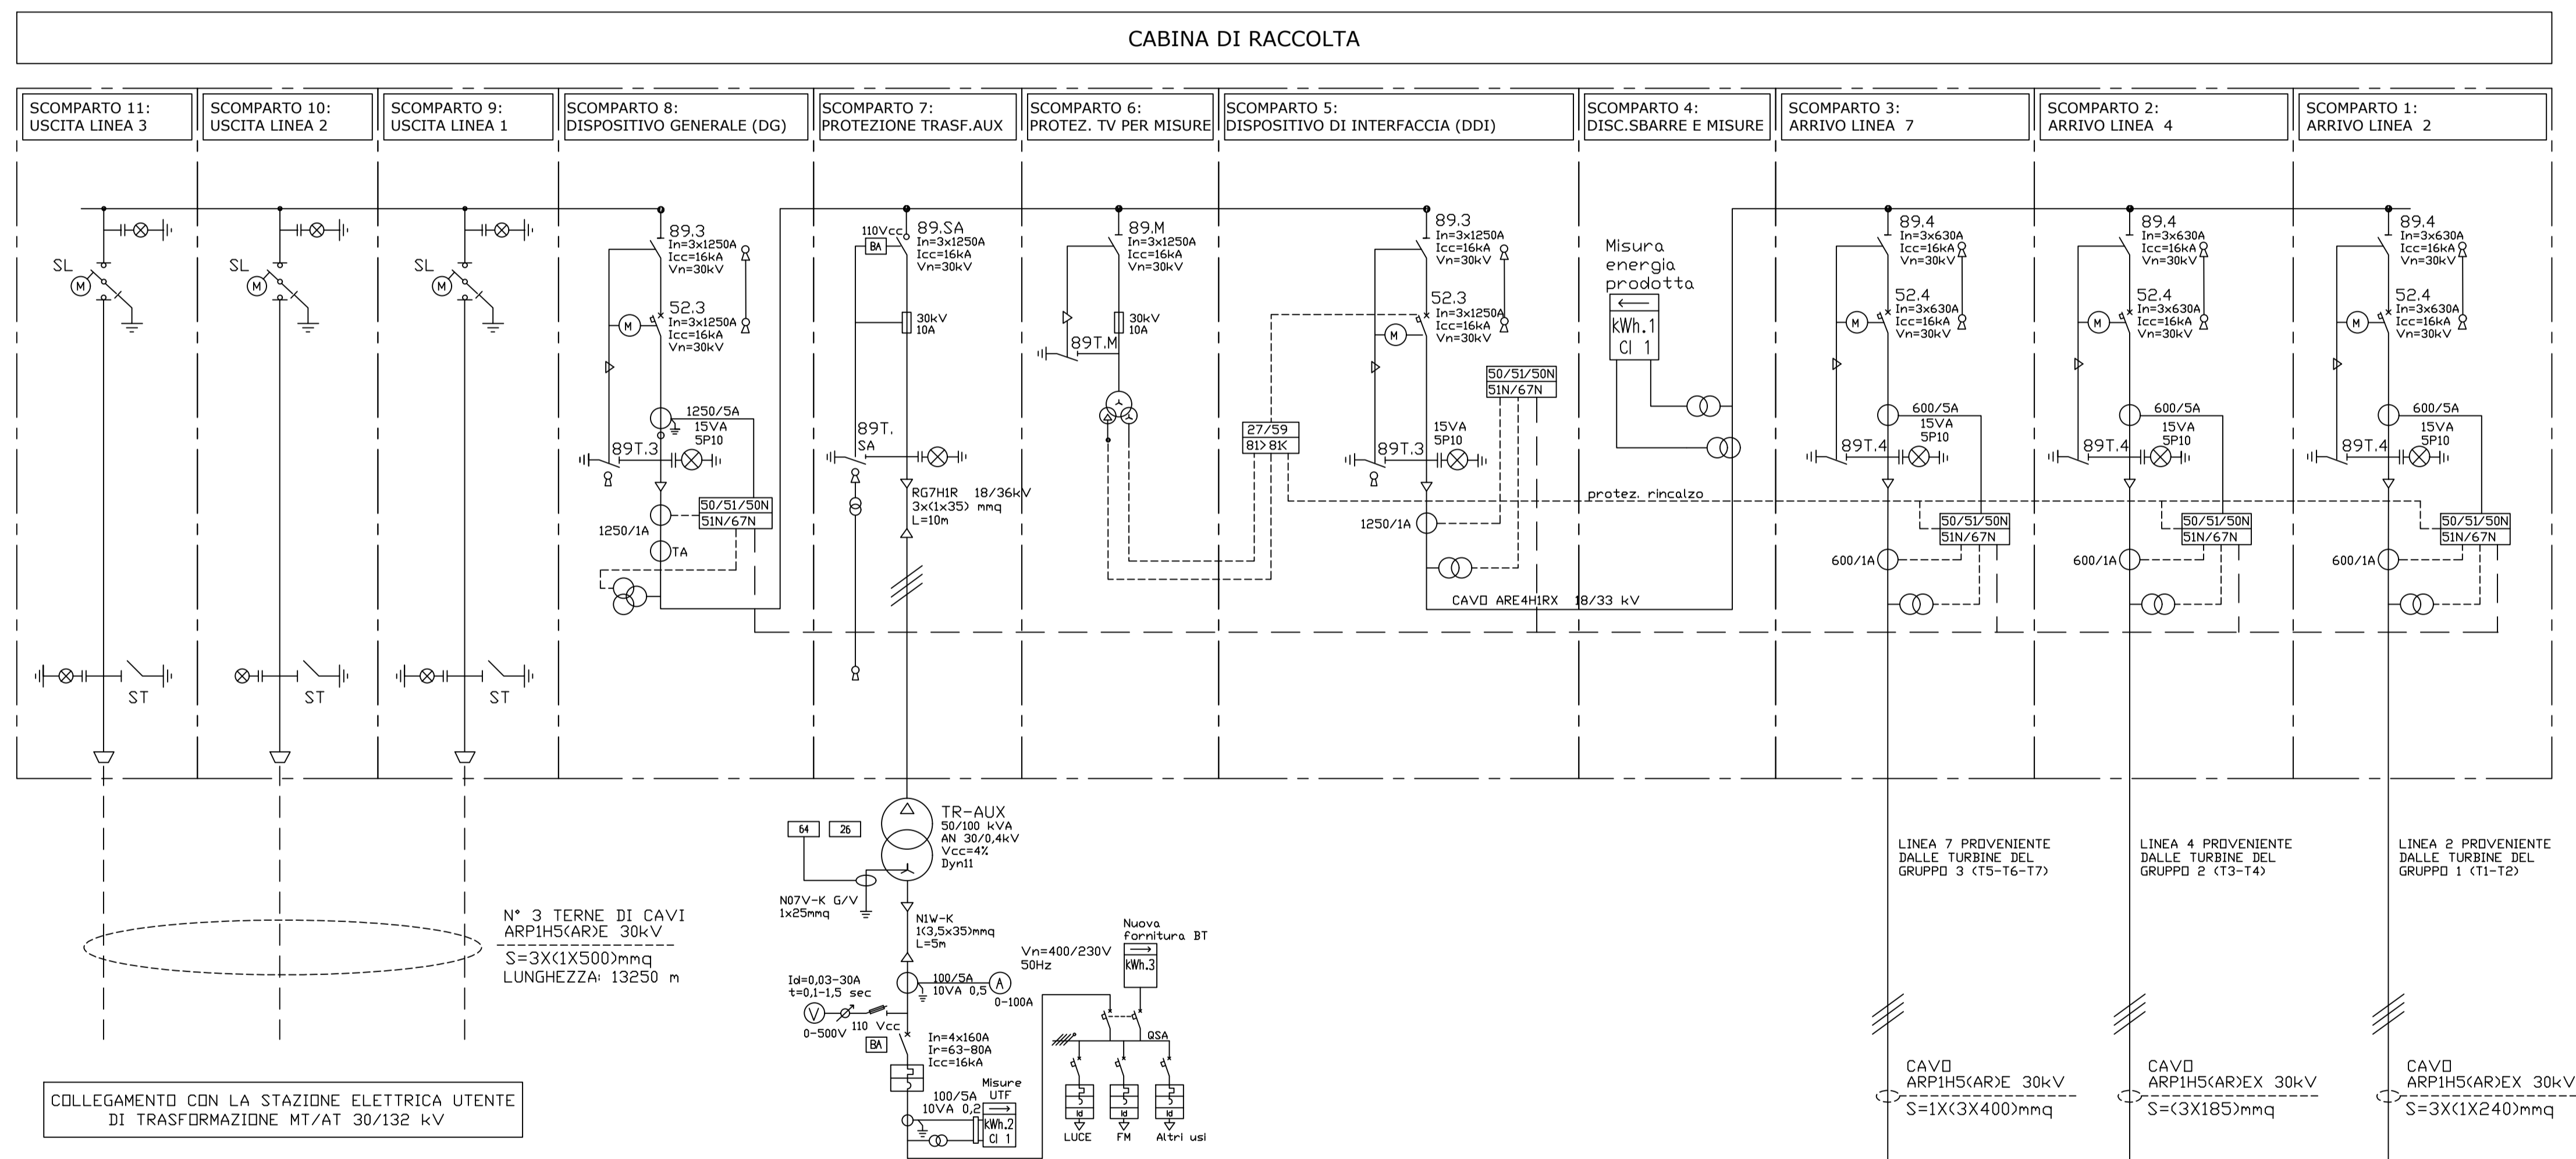 CABINA DI RACCOLTA
SCOMPARTO 11:
USCITA LINEA 3
SCOMPARTO 10:
USCITA LINEA 2
SCOMPARTO 9:
USCITA LINEA 1
SCOMPARTO 8:
DISPOSITIVO GENERALE (DG)
SCOMPARTO 7:
PROTEZIONE TRASF.AUX
SCOMPARTO 6:
PROTEZ. TV PER MISURE
SCOMPARTO 5:
DISPOSITIVO DI INTERFACCIA (DDI)
SCOMPARTO 4:
DISC.SBARRE E MISURE
SCOMPARTO 3:
ARRIVO LINEA 7
SCOMPARTO 2:
ARRIVO LINEA 4
SCOMPARTO 1:
ARRIVO LINEA 2
SL
M
ST
SL
M
ST
SL
M
ST
89.3
In=3x1250A
Icc=16kA
Vn=30kV
52.3
In=3x1250A
Icc=16kA
Vn=30kV
M
1250/5A
15VA
5P10
89T.3
50/51/50N
51N/67N
1250/1A
TA
110Vcc
BA
89.SA
In=3x1250A
Icc=16kA
Vn=30kV
30kV
10A
89T.
SA
RG7H1R 18/36kV
3x(1x35) mmq
L=10m
89.M
In=3x1250A
Icc=16kA
Vn=30kV
30kV
10A
89T.M
27/59
81>81<
89.3
In=3x1250A
Icc=16kA
Vn=30kV
52.3
In=3x1250A
Icc=16kA
Vn=30kV
M
50/51/50N
51N/67N
15VA
5P10
89T.3
1250/1A
CAVO ARE4H1RX 18/33 kV
Misura
energia
prodotta
kWh.1
Cl 1
protez. rincalzo
89.4
In=3x630A
Icc=16kA
Vn=30kV
52.4
In=3x630A
Icc=16kA
Vn=30kV
M
600/5A
15VA
5P10
89T.4
50/51/50N
51N/67N
600/1A
89.4
In=3x630A
Icc=16kA
Vn=30kV
52.4
In=3x630A
Icc=16kA
Vn=30kV
M
600/5A
15VA
5P10
89T.4
50/51/50N
51N/67N
600/1A
89.4
In=3x630A
Icc=16kA
Vn=30kV
52.4
In=3x630A
Icc=16kA
Vn=30kV
M
600/5A
15VA
5P10
89T.4
50/51/50N
51N/67N
600/1A
64
26
TR-AUX
50/100 kVA
AN 30/0,4kV
Vcc=4%
Dyn11
N07V-K G/V
1x25mmq
N1W-K
1(3,5x35)mmq
L=5m
Id=0,03-30A
t=0,1-1,5 sec
100/5A
10VA 0,5
A
0-100A
V
0-500V
110 Vcc
BA
In=4x160A
Ir=63-80A
Icc=16kA
100/5A
10VA 0,2
Misure
UTF
kWh.2
Cl 1
Vn=400/230V
50Hz
Nuova
fornitura BT
kWh.3
QSA
Id
Id
Id
LUCE
FM
Altri usi
LINEA 7 PROVENIENTE
DALLE TURBINE DEL
GRUPPO 3 (T5-T6-T7)
LINEA 4 PROVENIENTE
DALLE TURBINE DEL
GRUPPO 2 (T3-T4)
LINEA 2 PROVENIENTE
DALLE TURBINE DEL
GRUPPO 1 (T1-T2)
N° 3 TERNE DI CAVI
ARP1H5(AR)E 30kV
S=3X(1X500)mmq
LUNGHEZZA: 13250 m
COLLEGAMENTO CON LA STAZIONE ELETTRICA UTENTE
DI TRASFORMAZIONE MT/AT 30/132 kV
CAVO
ARP1H5(AR)E 30kV
S=1X(3X400)mmq
CAVO
ARP1H5(AR)EX 30kV
S=(3X185)mmq
CAVO
ARP1H5(AR)EX 30kV
S=3X(1X240)mmq